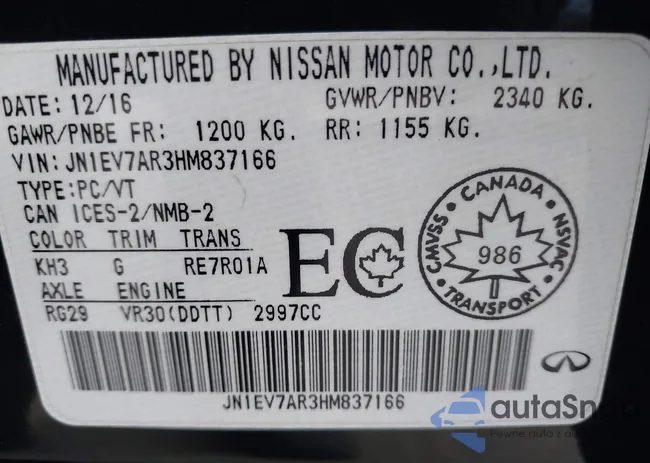 MANUFACTURED BY NISSAN MOTOR CO.,LTD.
DATE: 12/16 GVWR/PNBV: 2340 KG.
GAWR/PNBE FR: 1200 KG. RR: 1155 KG.
VIN: JN1EV7AR3HM837166
TYPE:PC/VT
CAN ICES-2/NMB-2
COLOR TRIM TRANS
KH3 G RE7R01A
AXLE ENGINE
RG29 VR30(DDTT) 2997CC
EC
CANADA
CMVSS
NSVAC
986
TRANSPORT
JN1EV7AR3HM837166
autaSnap
Pewne auta z